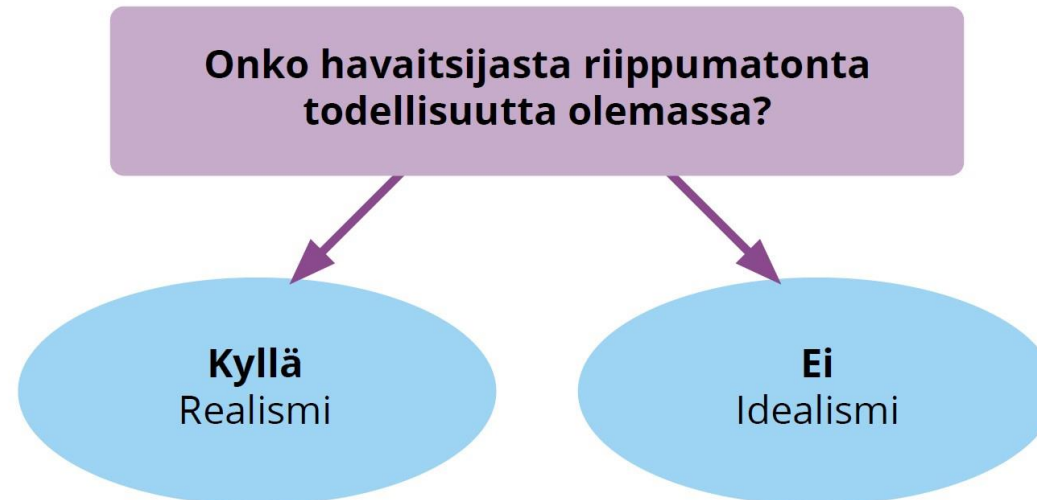 Onko havaitsijasta riippumatonta
todellisuutta olemassa?
Kyllä
Realismi
Ei
Idealismi